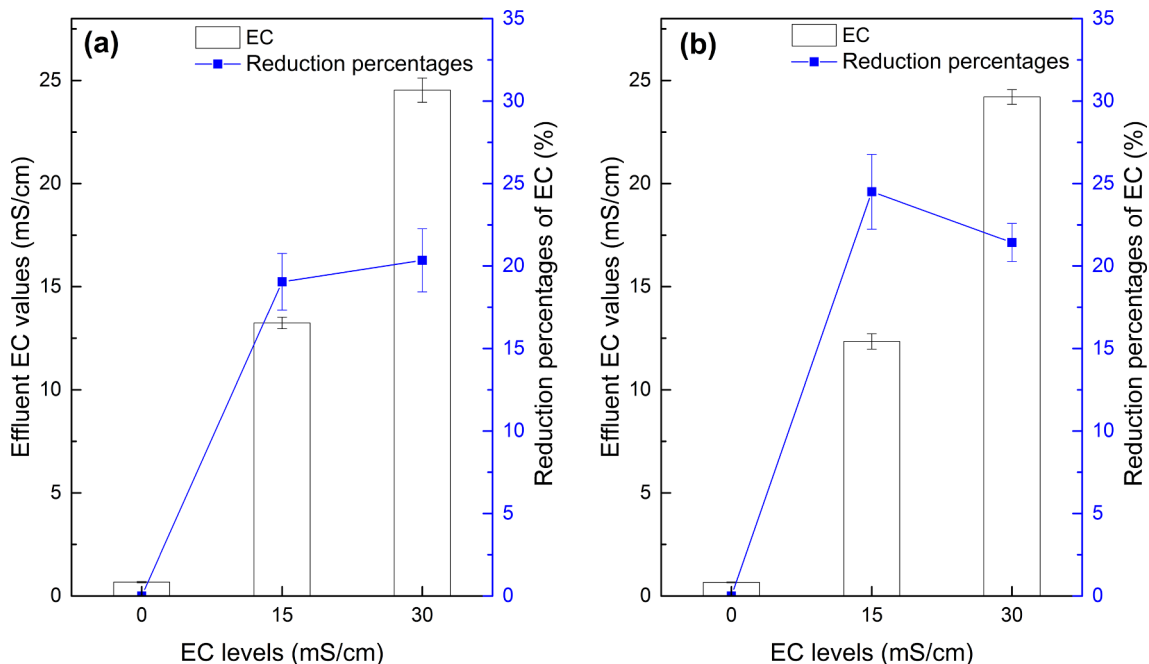 (a)
EC
Reduction percentages
Effluent EC values (mS/cm)
25
20
15
10
5
0
35
30
25
20
15
10
5
0
Reduction percentages of EC (%)
0 15 30
EC levels (mS/cm)
(b)
EC
Reduction percentages
Effluent EC values (mS/cm)
25
20
15
10
5
0
35
30
25
20
15
10
5
0
Reduction percentages of EC (%)
0 15 30
EC levels (mS/cm)